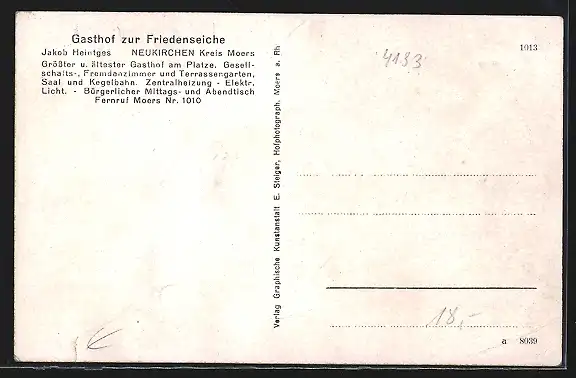 Gasthof zur Friedenseiche
Jakob Heintges NEUKIRCHEN Kreis Moers
Größter u. ältester Gasthof am Platze. Gesell-
schafts-, Fremdenzimmer und Terrassengarten,
Saal und Kegelbahn. Zentralheizung - Elektr.
Licht. - Bürgerlicher Mittags- und Abendtisch
Fernruf Moers Nr. 1010
Verlag Graphische Kunstanstalt E. Steiger, Hofphotograph. Moers a. Rh
4183
1013
18,-
a 8039